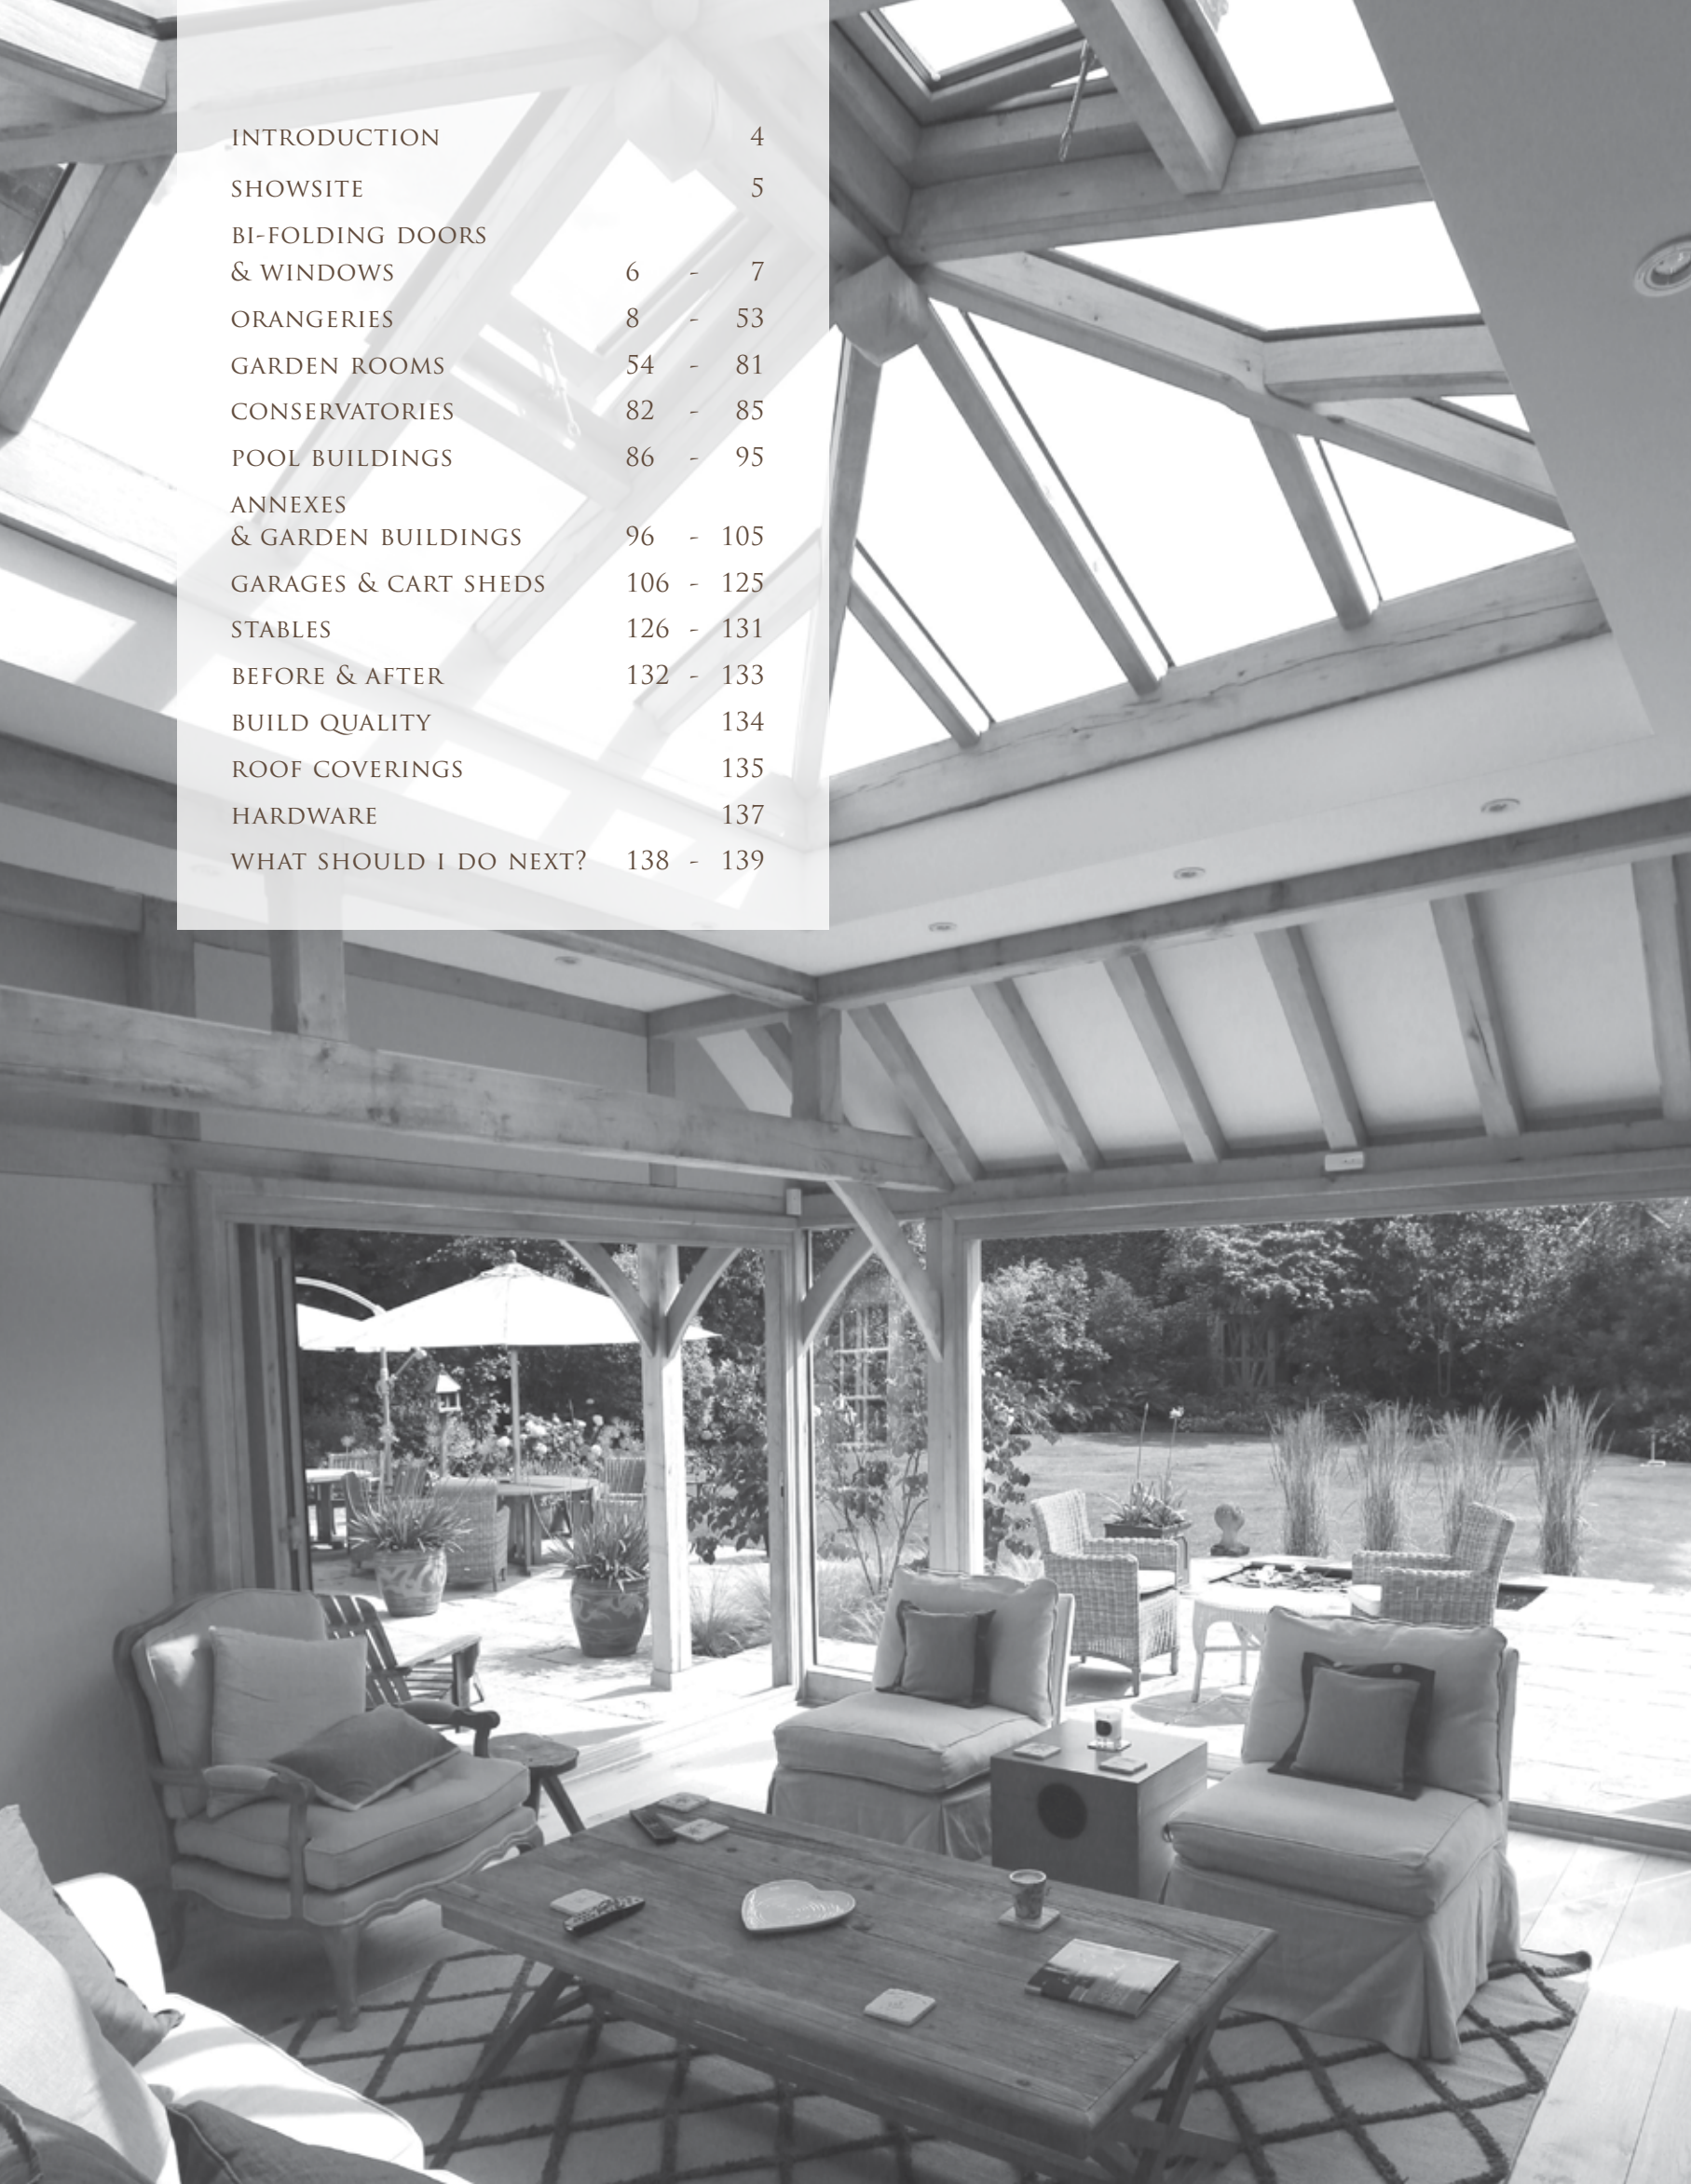 INTRODUCTION 4
SHOWSITE 5
BI-FOLDING DOORS
& WINDOWS 6 - 7
ORANGERIES 8 - 53
GARDEN ROOMS 54 - 81
CONSERVATORIES 82 - 85
POOL BUILDINGS 86 - 95
ANNEXES
& GARDEN BUILDINGS 96 - 105
GARAGES & CART SHEDS 106 - 125
STABLES 126 - 131
BEFORE & AFTER 132 - 133
BUILD QUALITY 134
ROOF COVERINGS 135
HARDWARE 137
WHAT SHOULD I DO NEXT? 138 - 139